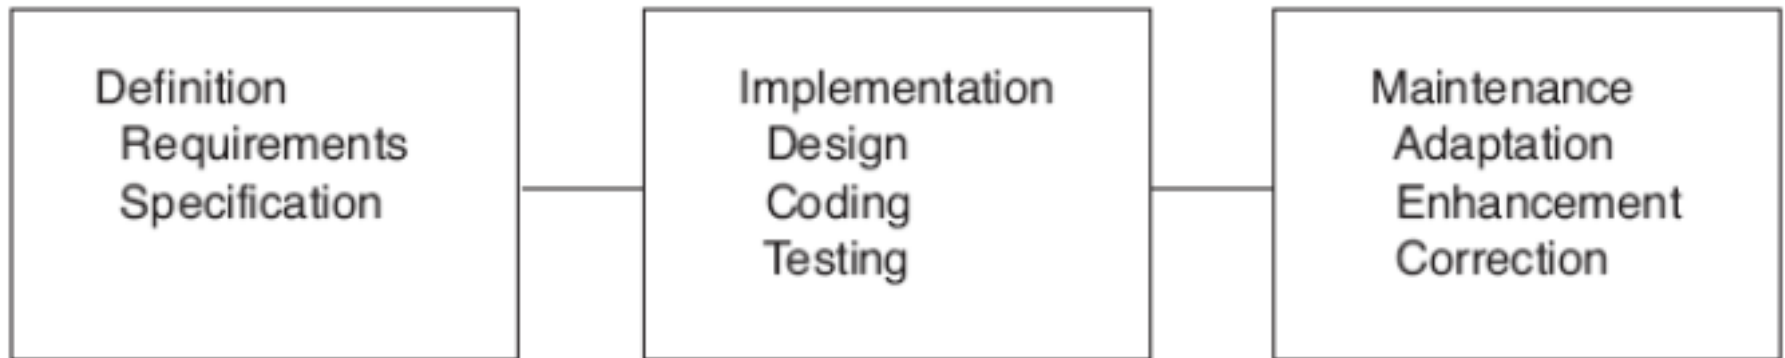 Definition
Requirements
Specification
Implementation
Design
Coding
Testing
Maintenance
Adaptation
Enhancement
Correction